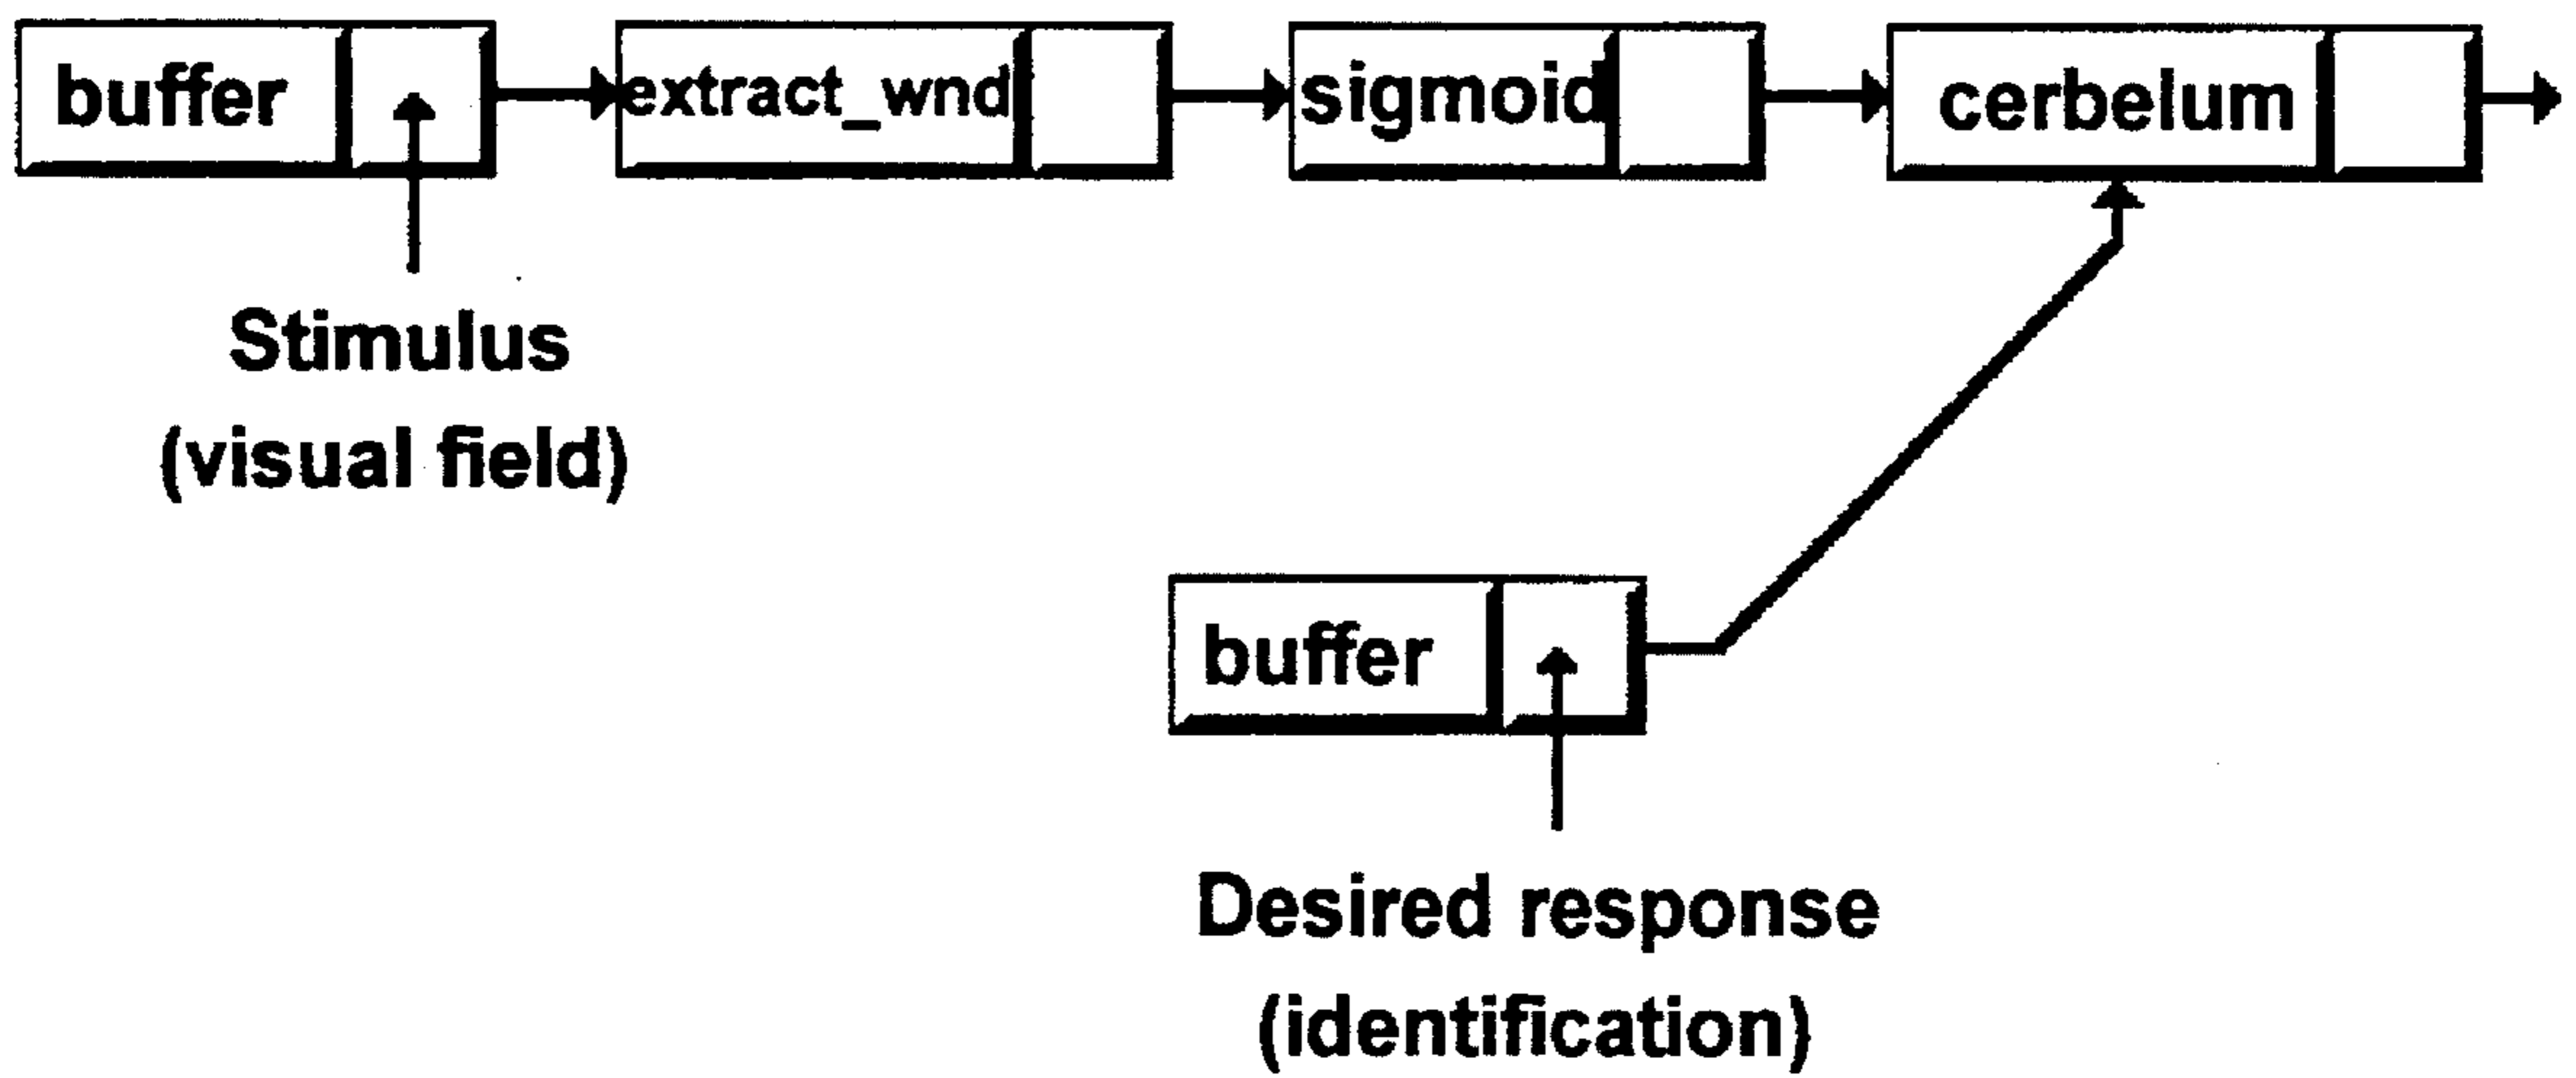 buffer
extract_wnd
sigmoid
cerbelum
Stimulus
(visual field)
buffer
Desired response
(identification)